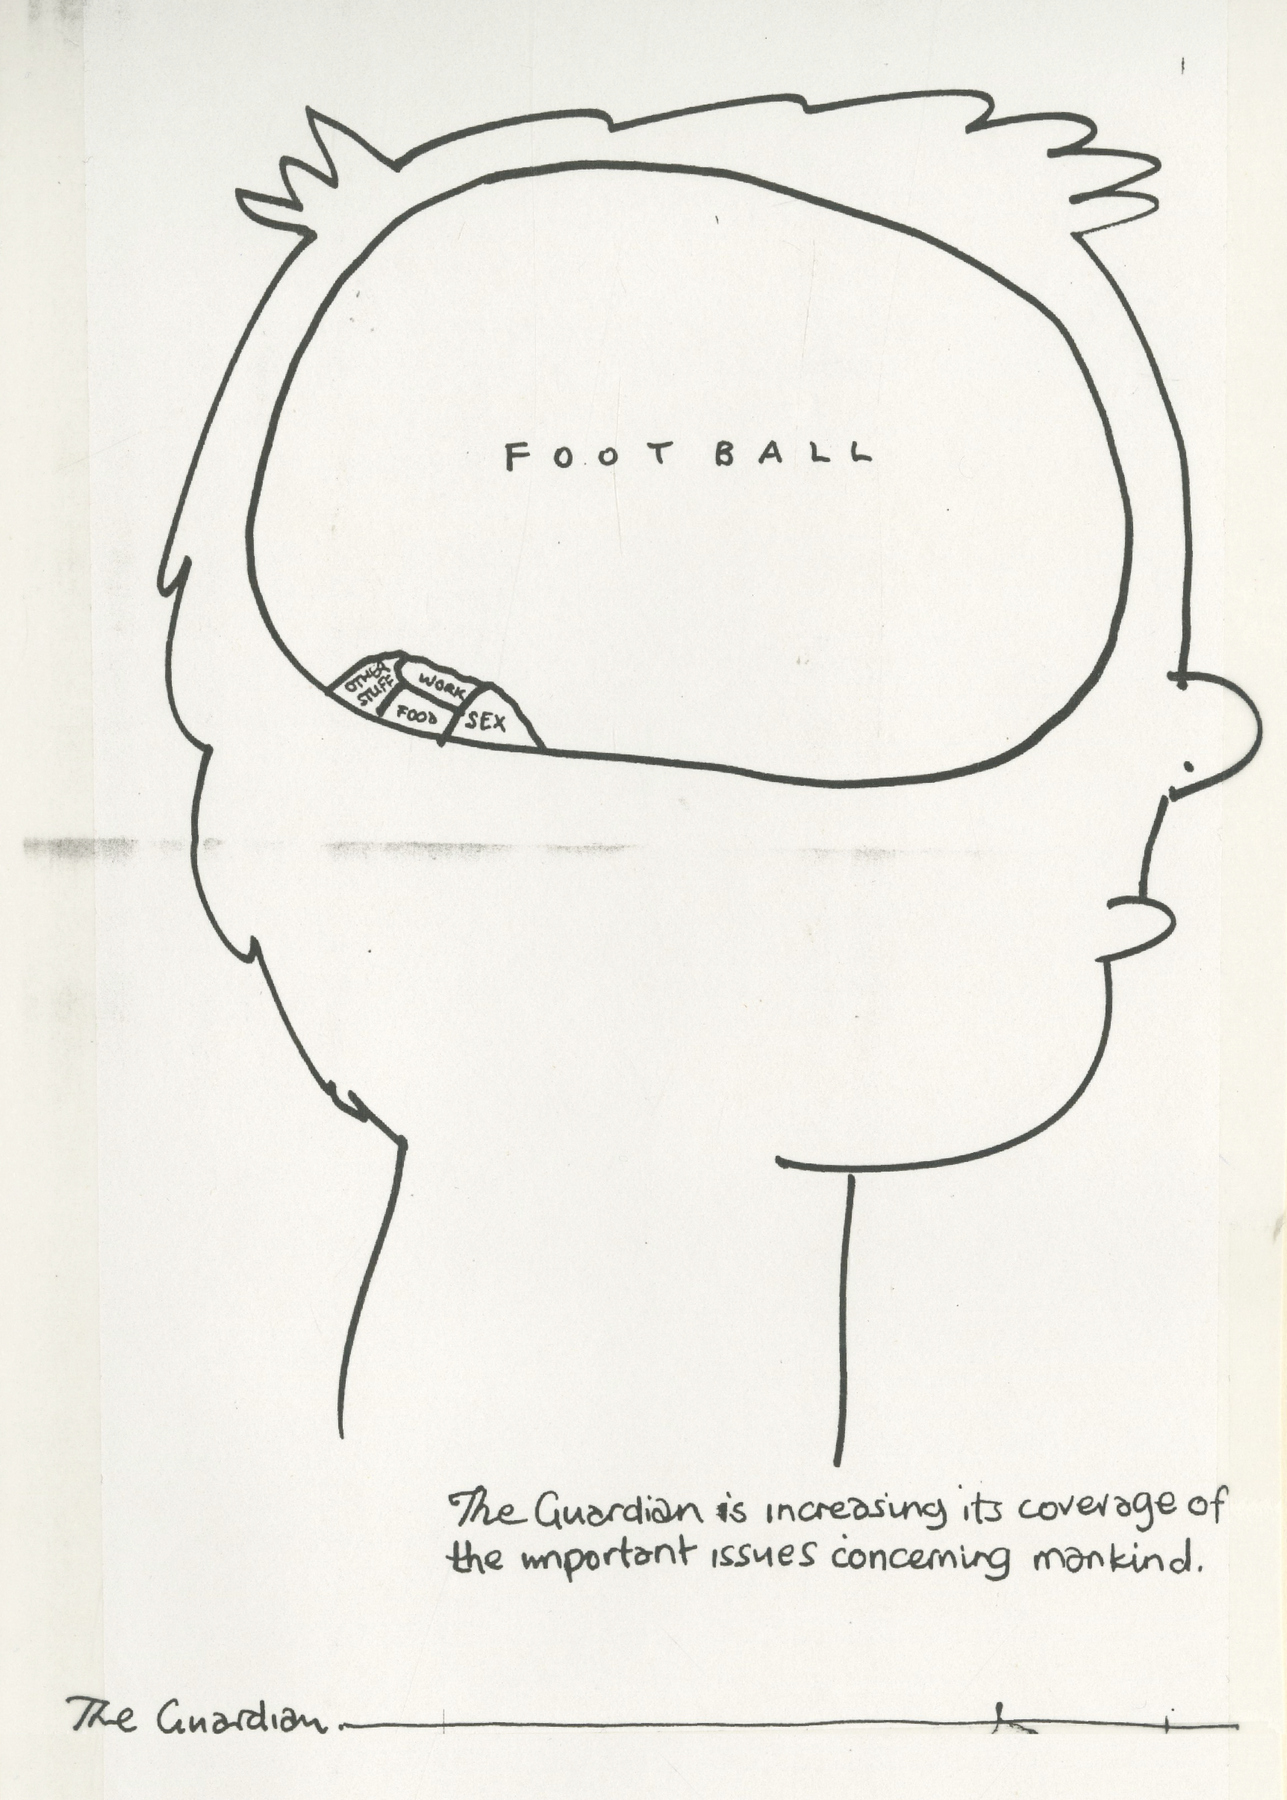 FOOTBALL
OTHER
STUFF
WORK
FOOD
SEX
The Guardian is increasing its coverage of
the important issues concerning mankind.
The Guardian.